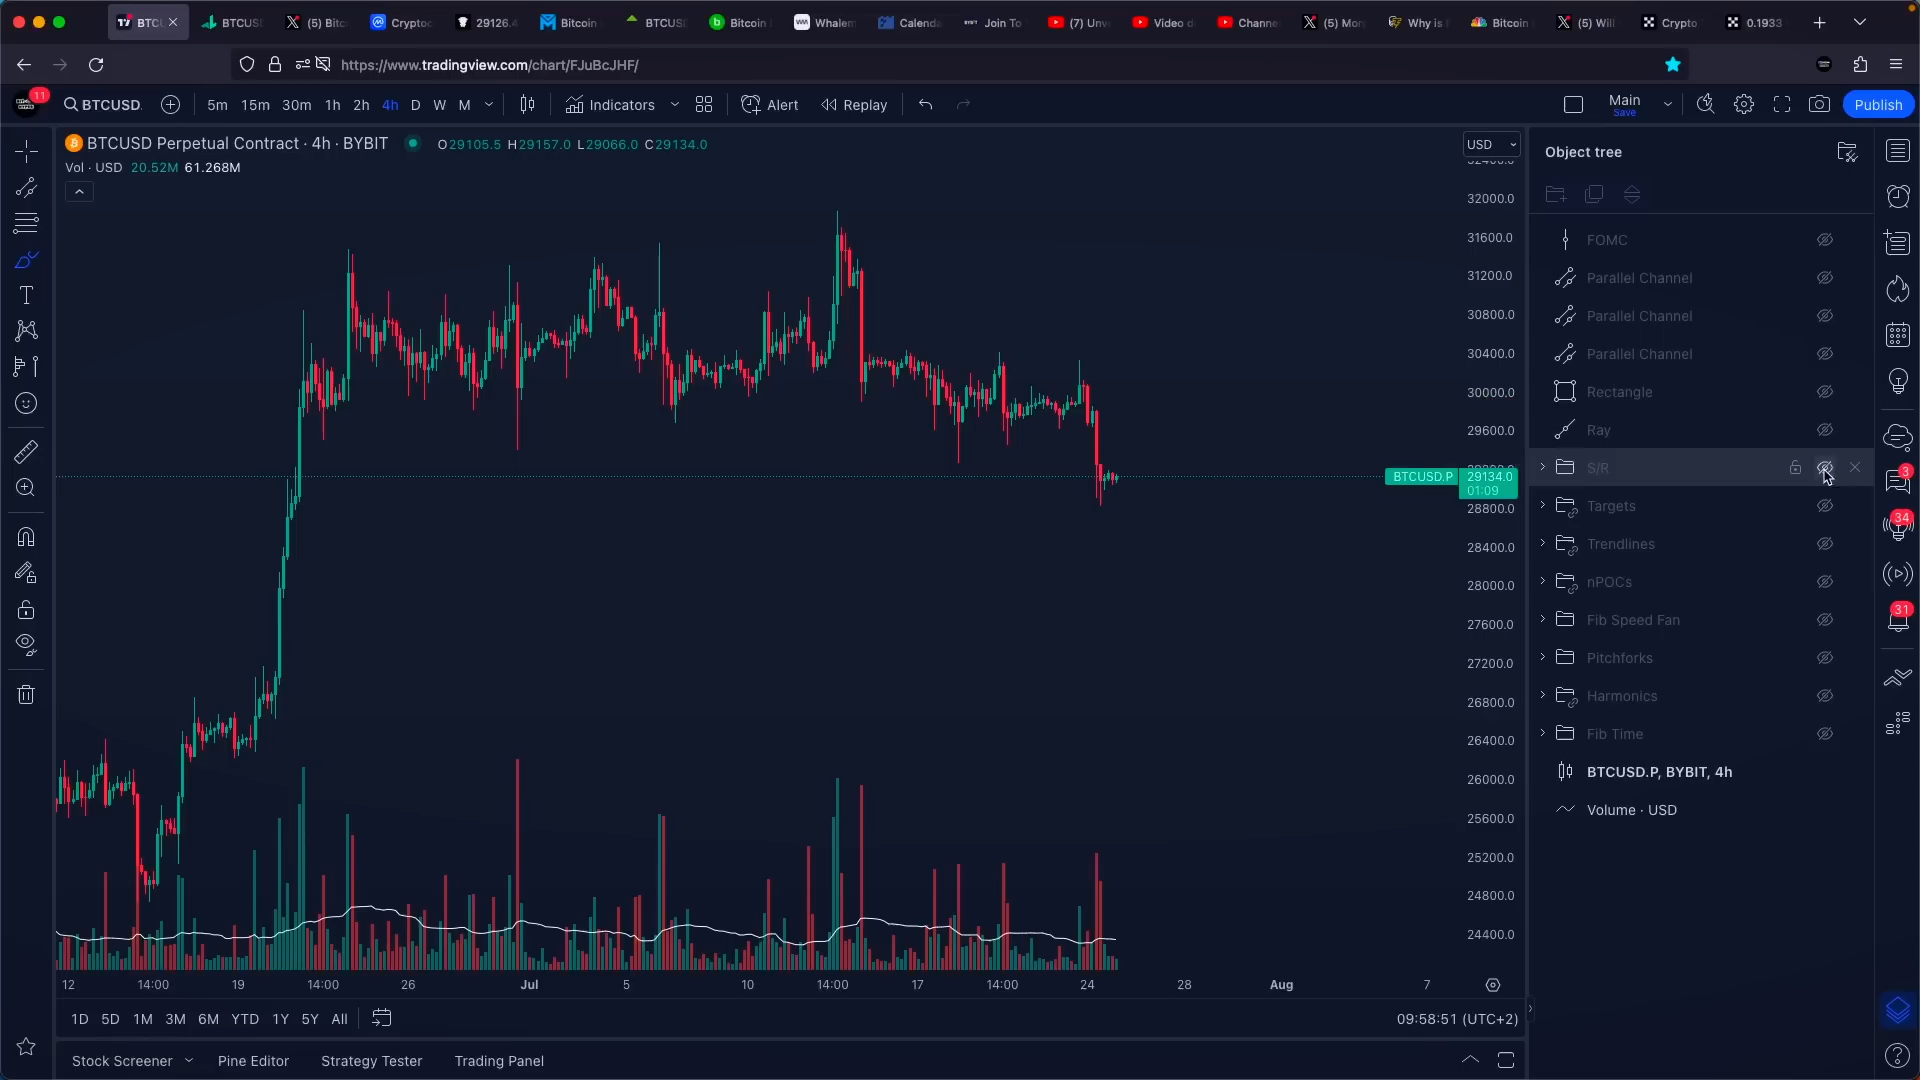 BTCU
BTCUS
(5) Bitc
Cryptoc
29126.
Bitcoin
BTCUS
Bitcoin
Whalem
Calenda
Join To
(7) Unv
Video d
Channe
(5) Mor
Why is
Bitcoin
(5) Will
Crypto
0.1933
https://www.tradingview.com/chart/FJuBcJHF/
11
BTCUSD.
5m 15m 30m 1h 2h 4h D W M
Indicators
Alert
Replay
Main
Save
Publish
BTCUSD Perpetual Contract · 4h · BYBIT
O29105.5 H29157.0 L29066.0 C29134.0
Vol · USD 20.52M 61.268M
USD
32000.0
31600.0
31200.0
30800.0
30400.0
30000.0
29600.0
BTCUSD.P 29134.0
01:09
28800.0
28400.0
28000.0
27600.0
27200.0
26800.0
26400.0
26000.0
25600.0
25200.0
24800.0
24400.0
12 14:00 19 14:00 26 Jul 5 10 14:00 17 14:00 24 28 Aug 7
1D 5D 1M 3M 6M YTD 1Y 5Y All
09:58:51 (UTC+2)
Stock Screener
Pine Editor
Strategy Tester
Trading Panel
Object tree
FOMC
Parallel Channel
Parallel Channel
Parallel Channel
Rectangle
Ray
S/R
Targets
Trendlines
nPOCs
Fib Speed Fan
Pitchforks
Harmonics
Fib Time
BTCUSD.P, BYBIT, 4h
Volume · USD
3
34
31